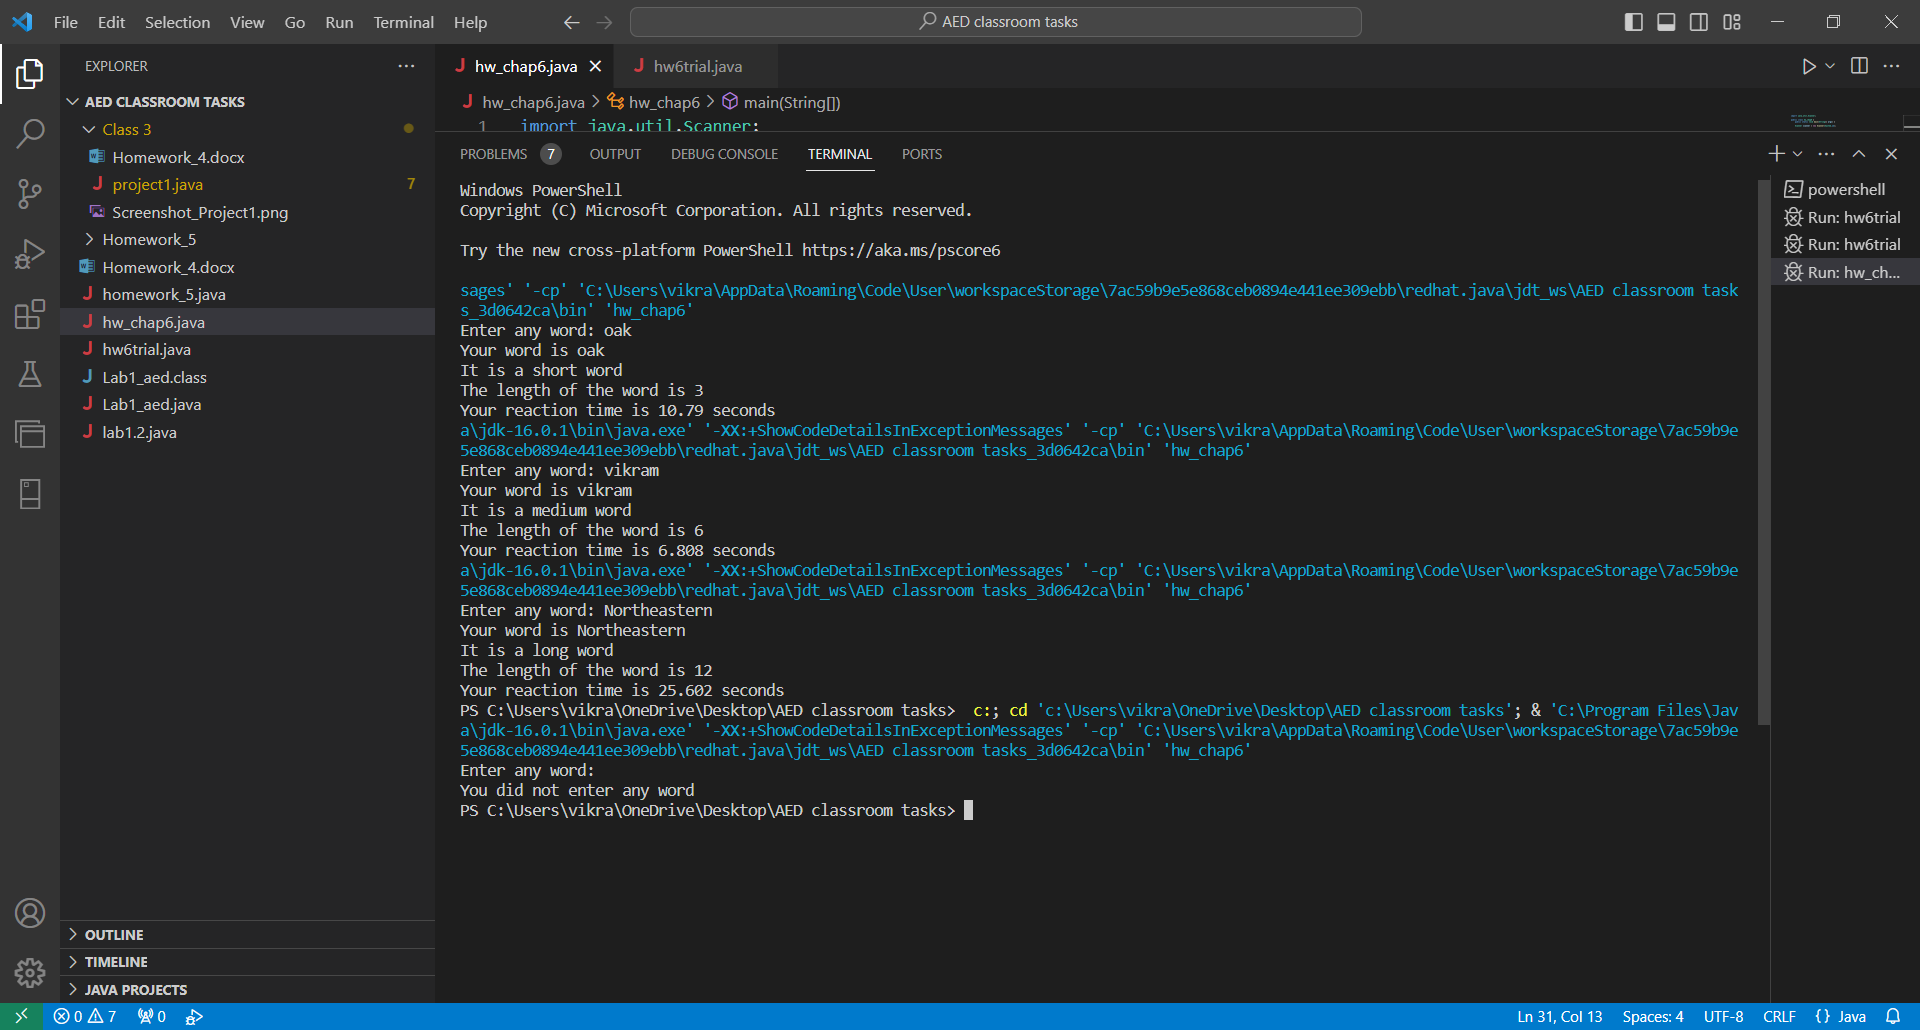 File Edit Selection View Go Run Terminal Help
AED classroom tasks
EXPLORER
AED CLASSROOM TASKS
Class 3
Homework_4.docx
project1.java 7
Screenshot_Project1.png
Homework_5
Homework_4.docx
homework_5.java
hw_chap6.java
hw6trial.java
Lab1_aed.class
Lab1_aed.java
lab1.2.java
OUTLINE
TIMELINE
JAVA PROJECTS
hw_chap6.java hw6trial.java
hw_chap6.java hw_chap6 main(String[])
1 import java.util.Scanner;
PROBLEMS 7 OUTPUT DEBUG CONSOLE TERMINAL PORTS
Windows PowerShell
Copyright (C) Microsoft Corporation. All rights reserved.
Try the new cross-platform PowerShell https://aka.ms/pscore6
sages' '-cp' 'C:\Users\vikra\AppData\Roaming\Code\User\workspaceStorage\7ac59b9e5e868ceb0894e441ee309ebb\redhat.java\jdt_ws\AED classroom task
s_3d0642ca\bin' 'hw_chap6'
Enter any word: oak
Your word is oak
It is a short word
The length of the word is 3
Your reaction time is 10.79 seconds
a\jdk-16.0.1\bin\java.exe' '-XX:+ShowCodeDetailsInExceptionMessages' '-cp' 'C:\Users\vikra\AppData\Roaming\Code\User\workspaceStorage\7ac59b9e
5e868ceb0894e441ee309ebb\redhat.java\jdt_ws\AED classroom tasks_3d0642ca\bin' 'hw_chap6'
Enter any word: vikram
Your word is vikram
It is a medium word
The length of the word is 6
Your reaction time is 6.808 seconds
a\jdk-16.0.1\bin\java.exe' '-XX:+ShowCodeDetailsInExceptionMessages' '-cp' 'C:\Users\vikra\AppData\Roaming\Code\User\workspaceStorage\7ac59b9e
5e868ceb0894e441ee309ebb\redhat.java\jdt_ws\AED classroom tasks_3d0642ca\bin' 'hw_chap6'
Enter any word: Northeastern
Your word is Northeastern
It is a long word
The length of the word is 12
Your reaction time is 25.602 seconds
PS C:\Users\vikra\OneDrive\Desktop\AED classroom tasks>  c:; cd 'c:\Users\vikra\OneDrive\Desktop\AED classroom tasks'; & 'C:\Program Files\Jav
a\jdk-16.0.1\bin\java.exe' '-XX:+ShowCodeDetailsInExceptionMessages' '-cp' 'C:\Users\vikra\AppData\Roaming\Code\User\workspaceStorage\7ac59b9e
5e868ceb0894e441ee309ebb\redhat.java\jdt_ws\AED classroom tasks_3d0642ca\bin' 'hw_chap6'
Enter any word:
You did not enter any word
PS C:\Users\vikra\OneDrive\Desktop\AED classroom tasks>
powershell
Run: hw6trial
Run: hw6trial
Run: hw_ch...
0 7 0 Ln 31, Col 13 Spaces: 4 UTF-8 CRLF {} Java